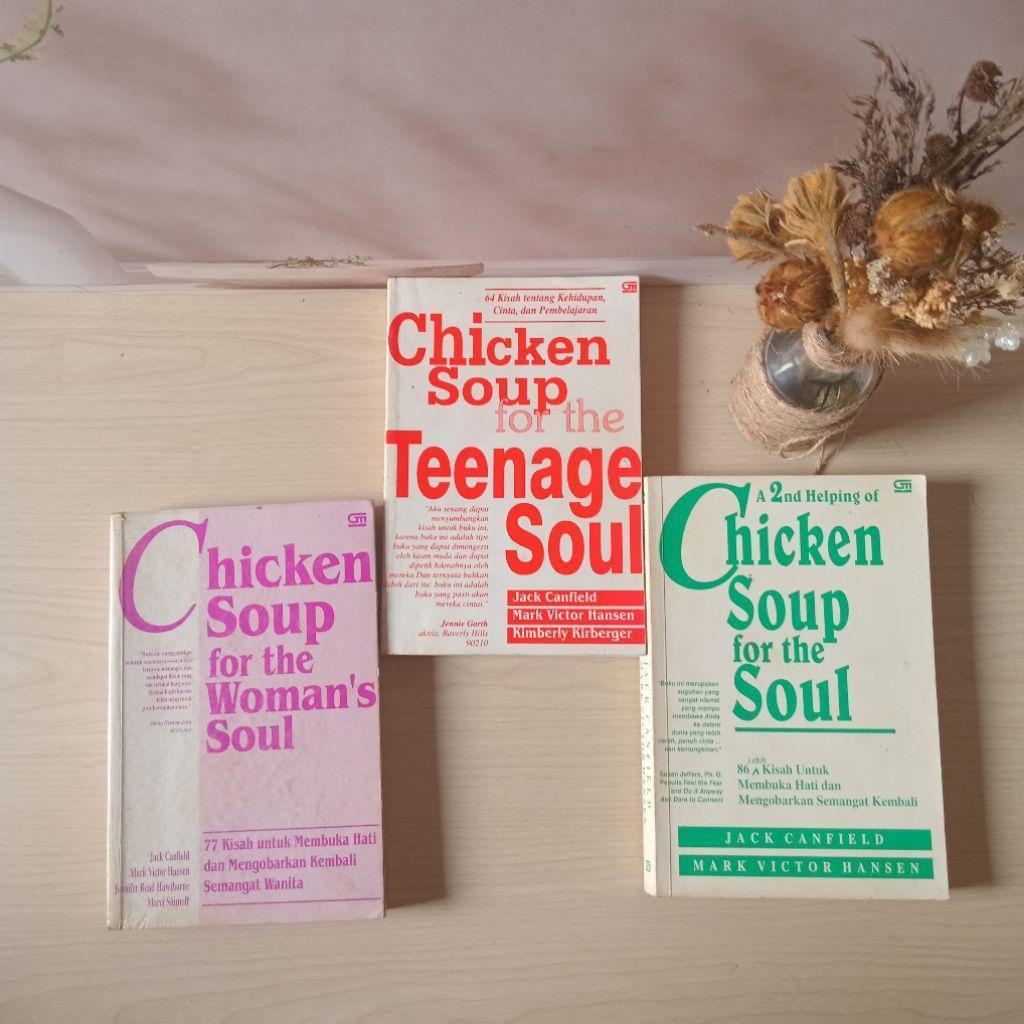 64 Kisah tentang Kehidupan,
Cinta, dan Pembelajaran
GM
Chicken
Soup
for the
Teenage
Soul
"Aku senang dapat
menyumbangkan
kisah untuk buku ini,
karena buku ini adalah tipe
buku yang dapat dimengerti
oleh kaum muda dan dapat
dipetik hikmahnya oleh
mereka. Dan ternyata bahkan
lebih dari itu: buku ini adalah
buku yang pasti akan
mereka cintai."
Jennie Garth
aktris, Beverly Hills
90210
Jack Canfield
Mark Victor Hansen
Kimberly Kirberger
GM
Chicken
Soup
for the
Woman's
Soul
77 Kisah untuk Membuka Hati
dan Mengobarkan Kembali
Semangat Wanita
Jack Canfield
Mark Victor Hansen
Jennifer Read Hawthorne
Marci Shimoff
A 2nd Helping of
GM
Chicken
Soup
for the
Soul
"Buku ini merupakan
suguhan yang
sangat nikmat
yang mampu
membawa Anda
ke dalam
dunia yang lebih
cerah, penuh cinta ...
dan kemungkinan."
Susan Jeffers, Ph. D.
Penulis Feel the Fear
and Do it Anyway
dan Dare to Connect
Lebih
86 Kisah Untuk
Membuka Hati dan
Mengobarkan Semangat Kembali
JACK CANFIELD
MARK VICTOR HANSEN
JACK CANFIELD